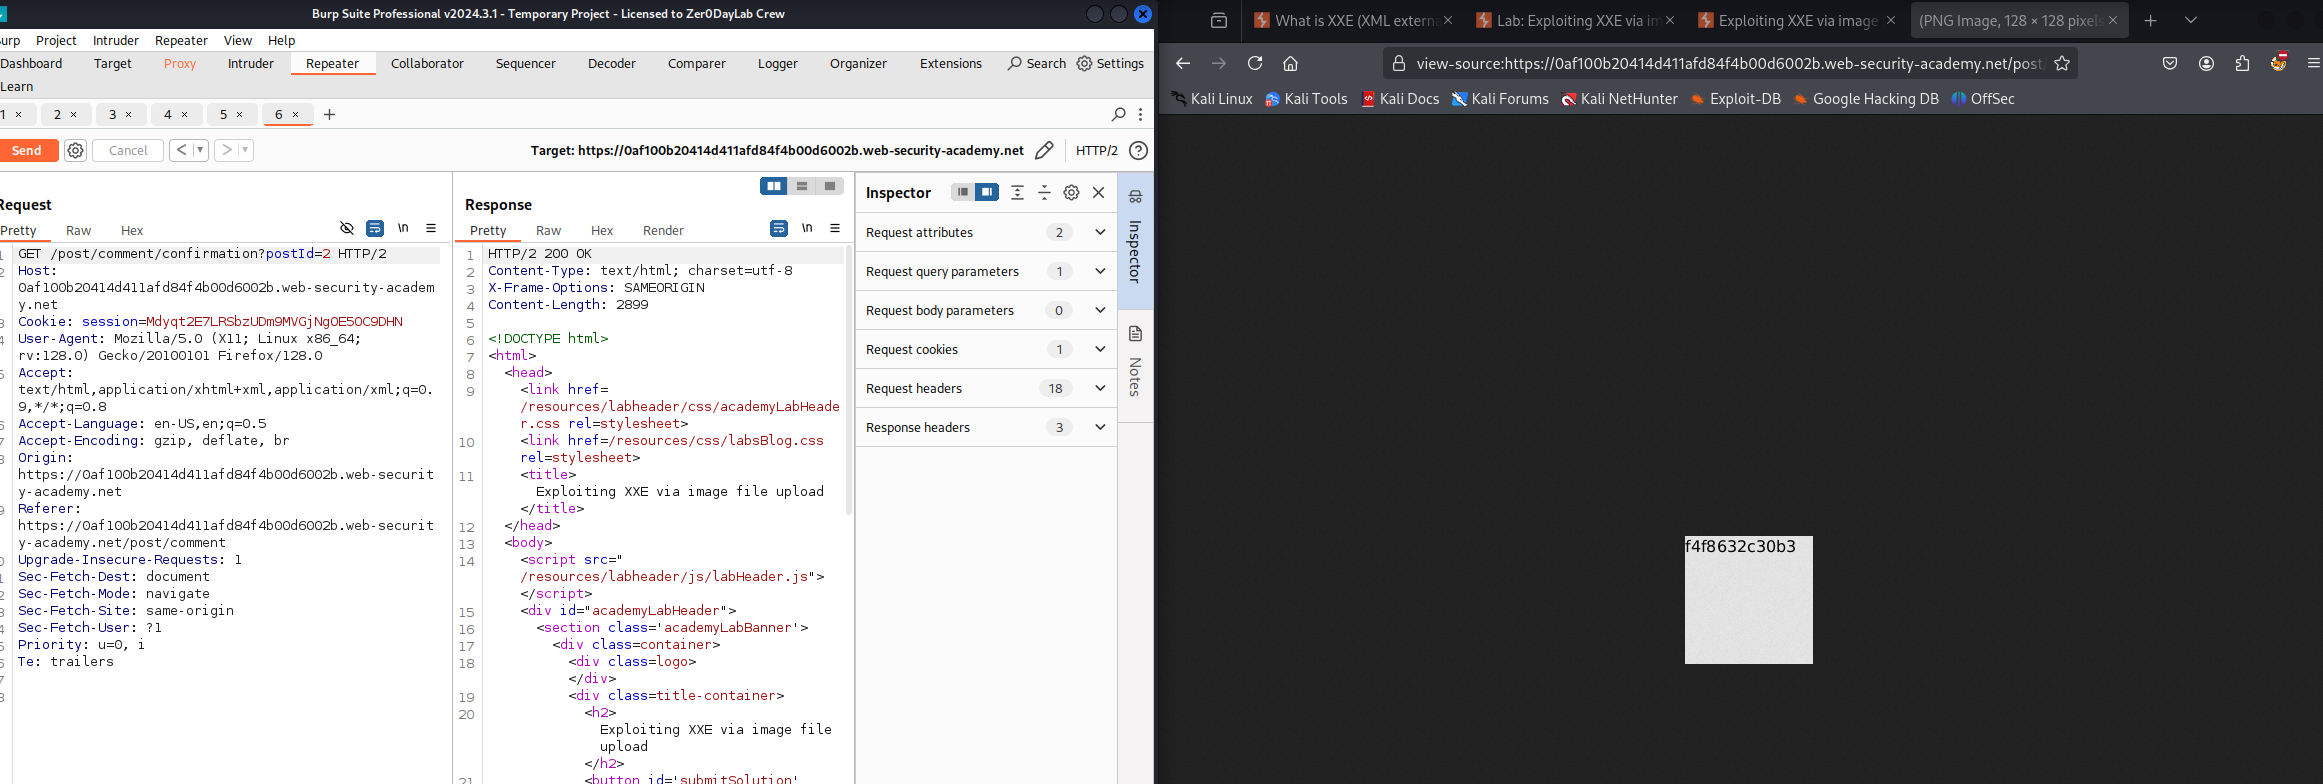 Burp Suite Professional v2024.3.1 - Temporary Project - Licensed to Zer0DayLab Crew
urp Project Intruder Repeater View Help
Dashboard Target Proxy Intruder Repeater Collaborator Sequencer Decoder Comparer Logger Organizer Extensions Search Settings
Learn
1 × 2 × 3 × 4 × 5 × 6 × +
Send Cancel < > Target: https://0af100b20414d411afd84f4b00d6002b.web-security-academy.net HTTP/2 ?
Request
Pretty Raw Hex \n
GET /post/comment/confirmation?postId=2 HTTP/2
Host:
0af100b20414d411afd84f4b00d6002b.web-security-academ
y.net
Cookie: session=Mdyqt2E7LRSbzUDm9MVGjNgOE5OC9DHN
User-Agent: Mozilla/5.0 (X11; Linux x86_64;
rv:128.0) Gecko/20100101 Firefox/128.0
Accept:
text/html,application/xhtml+xml,application/xml;q=0.
9,*/*;q=0.8
Accept-Language: en-US,en;q=0.5
Accept-Encoding: gzip, deflate, br
Origin:
https://0af100b20414d411afd84f4b00d6002b.web-securit
y-academy.net
Referer:
https://0af100b20414d411afd84f4b00d6002b.web-securit
y-academy.net/post/comment
Upgrade-Insecure-Requests: 1
Sec-Fetch-Dest: document
Sec-Fetch-Mode: navigate
Sec-Fetch-Site: same-origin
Sec-Fetch-User: ?1
Priority: u=0, i
Te: trailers
Response
Pretty Raw Hex Render \n
1 HTTP/2 200 OK
2 Content-Type: text/html; charset=utf-8
3 X-Frame-Options: SAMEORIGIN
4 Content-Length: 2899
5
6 <!DOCTYPE html>
7 <html>
8 <head>
9 <link href=
/resources/labheader/css/academyLabHeade
r.css rel=stylesheet>
10 <link href=/resources/css/labsBlog.css
rel=stylesheet>
11 <title>
Exploiting XXE via image file upload
</title>
12 </head>
13 <body>
14 <script src="
/resources/labheader/js/labHeader.js">
</script>
15 <div id="academyLabHeader">
16 <section class='academyLabBanner'>
17 <div class=container>
18 <div class=logo>
</div>
19 <div class=title-container>
20 <h2>
Exploiting XXE via image file
upload
</h2>
21 <button id='submitSolution'
Inspector
Request attributes 2
Request query parameters 1
Request body parameters 0
Request cookies 1
Request headers 18
Response headers 3
Inspector
Notes
What is XXE (XML extern × Lab: Exploiting XXE via im × Exploiting XXE via image × (PNG Image, 128 × 128 pixels × +
view-source:https://0af100b20414d411afd84f4b00d6002b.web-security-academy.net/post
Kali Linux Kali Tools Kali Docs Kali Forums Kali NetHunter Exploit-DB Google Hacking DB OffSec
f4f8632c30b3